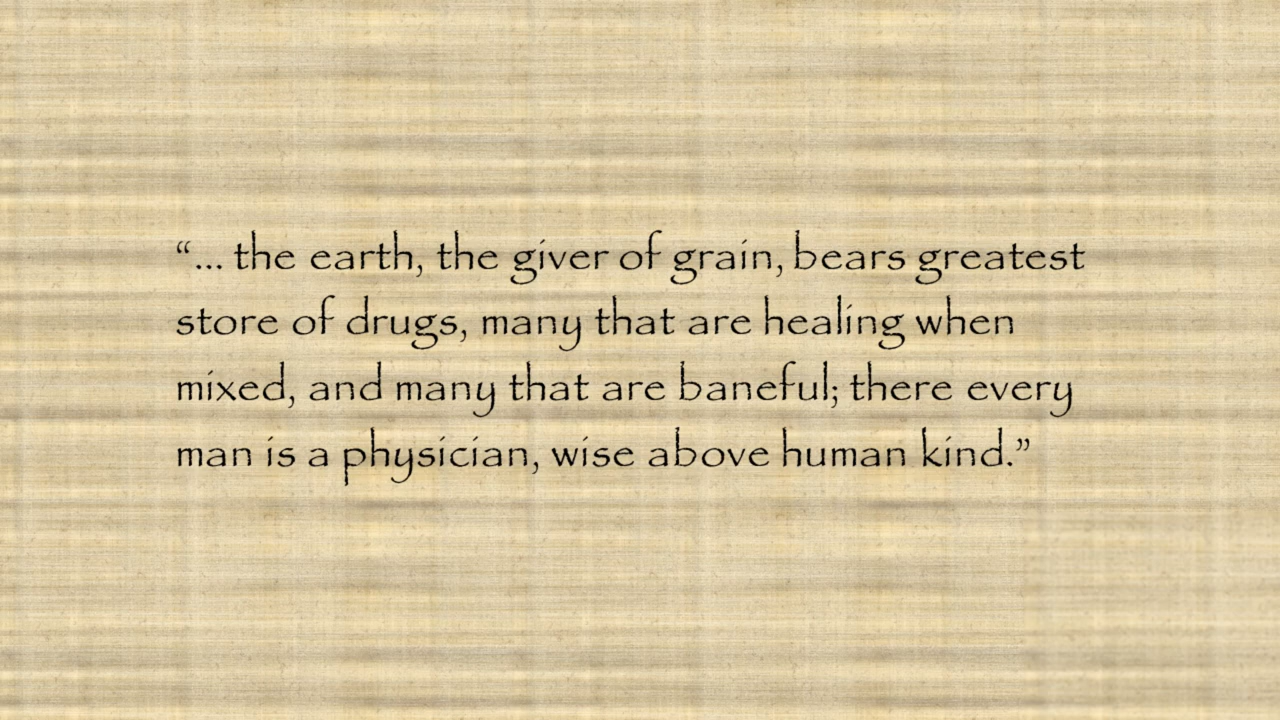 “... the earth, the giver of grain, bears greatest
store of drugs, many that are healing when
mixed, and many that are baneful; there every
man is a physician, wise above human kind.”